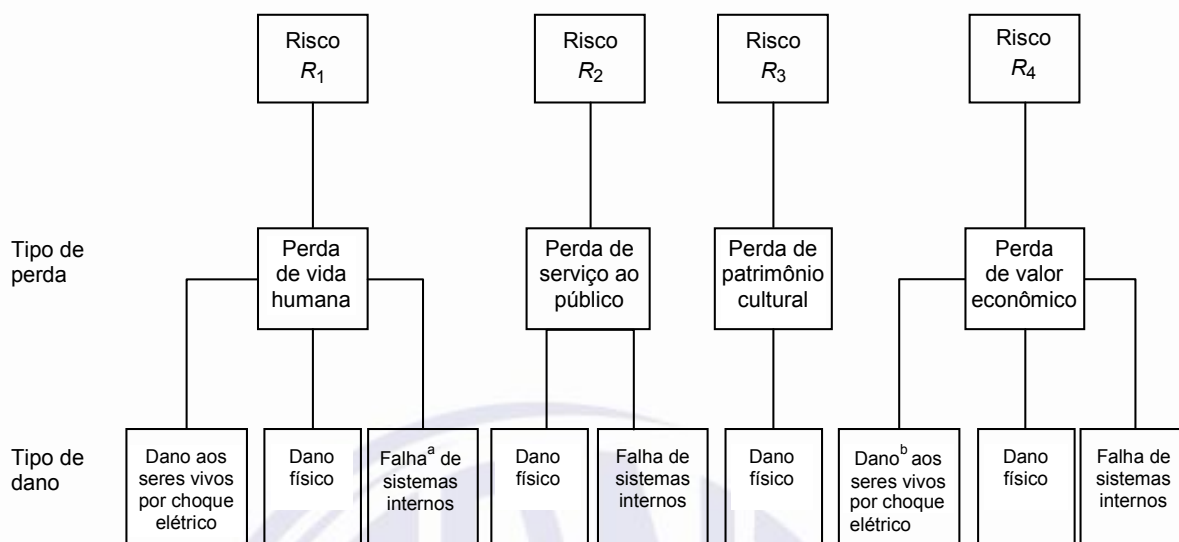 Risco
R1
Risco
R2
Risco
R3
Risco
R4
Tipo de
perda
Perda
de vida
humana
Perda de
serviço ao
público
Perda de
patrimônio
cultural
Perda
de valor
econômico
Tipo de
dano
Dano aos
seres vivos
por choque
elétrico
Dano
físico
Falhaª de
sistemas
internos
Dano
físico
Falha de
sistemas
internos
Dano
físico
Danoᵇ aos
seres vivos
por choque
elétrico
Dano
físico
Falha de
sistemas
internos